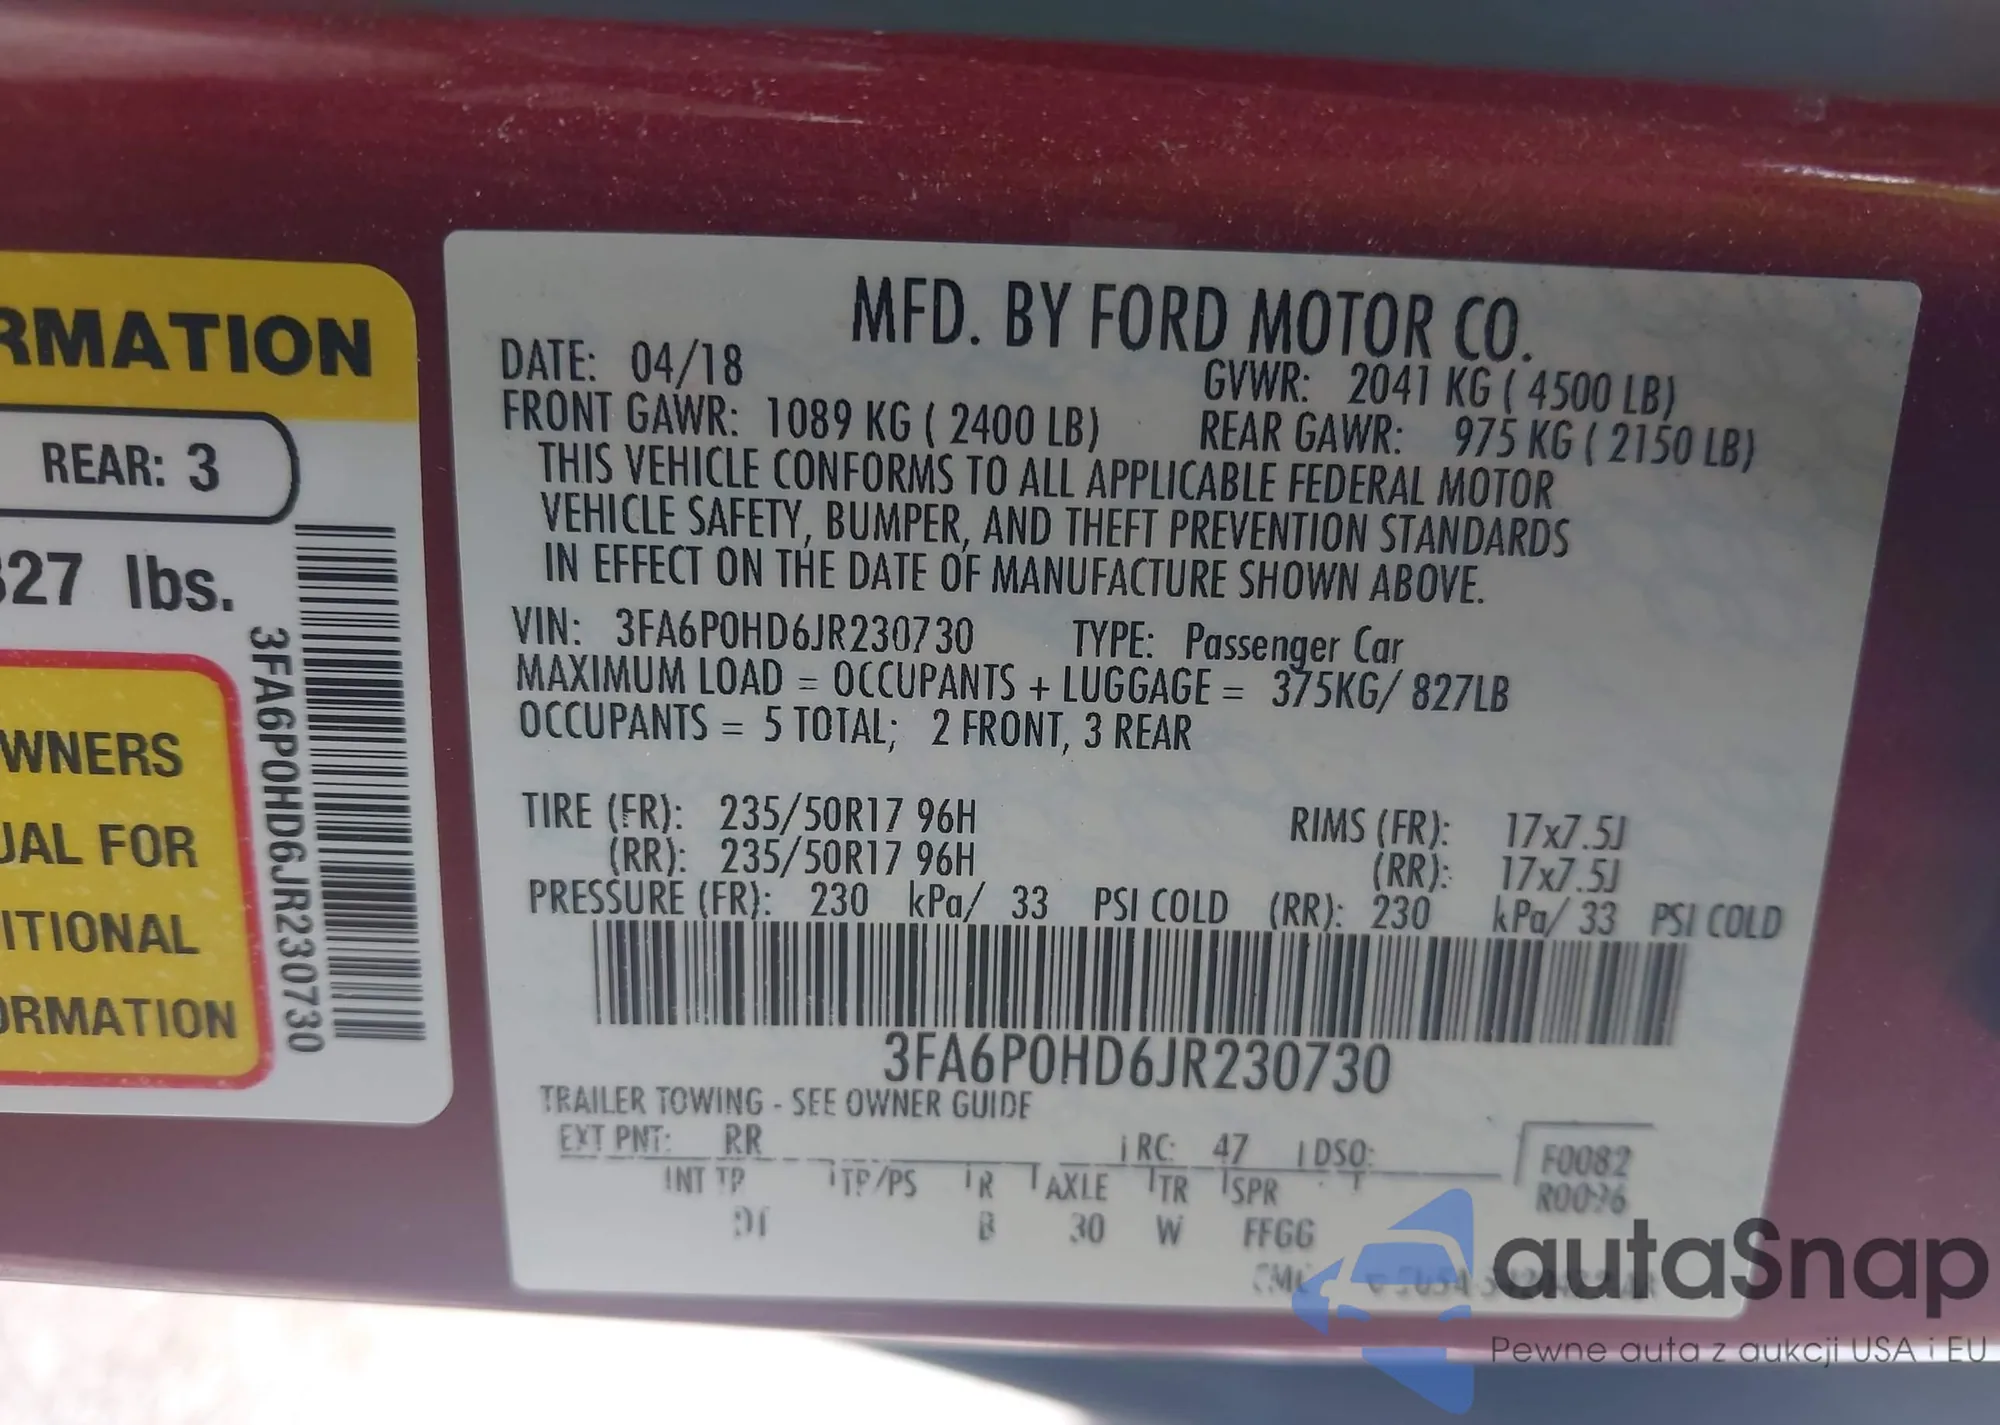 RMATION
REAR: 3
327 lbs.
WNERS
UAL FOR
ITIONAL
ORMATION
3FA6P0HD6JR230730
MFD. BY FORD MOTOR CO.
DATE: 04/18
GVWR: 2041 KG ( 4500 LB)
FRONT GAWR: 1089 KG ( 2400 LB) REAR GAWR: 975 KG ( 2150 LB)
THIS VEHICLE CONFORMS TO ALL APPLICABLE FEDERAL MOTOR
VEHICLE SAFETY, BUMPER, AND THEFT PREVENTION STANDARDS
IN EFFECT ON THE DATE OF MANUFACTURE SHOWN ABOVE.
VIN: 3FA6P0HD6JR230730 TYPE: Passenger Car
MAXIMUM LOAD = OCCUPANTS + LUGGAGE = 375KG/ 827LB
OCCUPANTS = 5 TOTAL; 2 FRONT, 3 REAR
TIRE (FR): 235/50R17 96H RIMS (FR): 17x7.5J
(RR): 235/50R17 96H (RR): 17x7.5J
PRESSURE (FR): 230 kPa/ 33 PSI COLD (RR): 230 kPa/ 33 PSI COLD
3FA6P0HD6JR230730
TRAILER TOWING - SEE OWNER GUIDE
EXT PNT: RR RC: 47 DSO:
F0082
INT TP TP/PS R AXLE TR SPR
B 30 W FFGG
autaSnap
Pewne auta z aukcji USA i EU